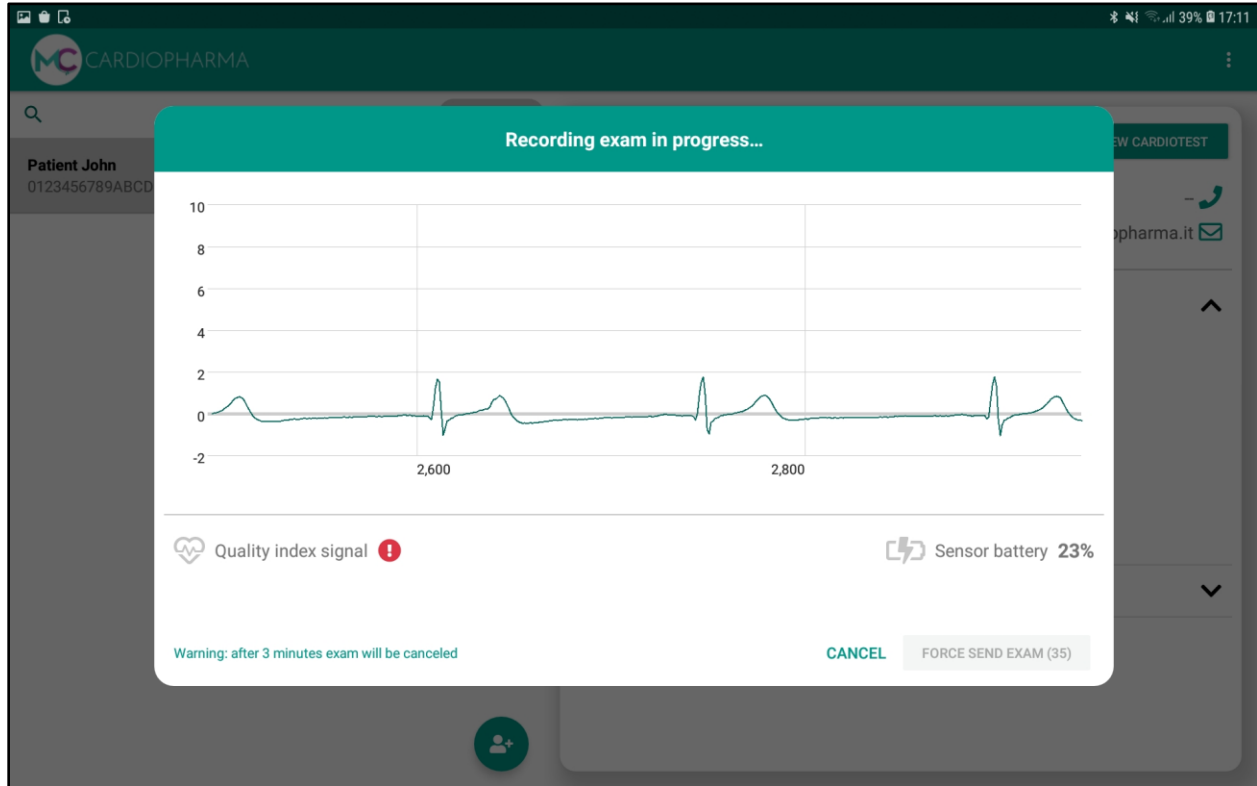 39% 17:11
MC CARDIOPHARMA
Recording exam in progress...
EW CARDIOTEST
Patient John
0123456789ABCD
–
opharma.it
10
8
6
4
2
0
-2
2,600
2,800
Quality index signal
Sensor battery 23%
Warning: after 3 minutes exam will be canceled
CANCEL
FORCE SEND EXAM (35)